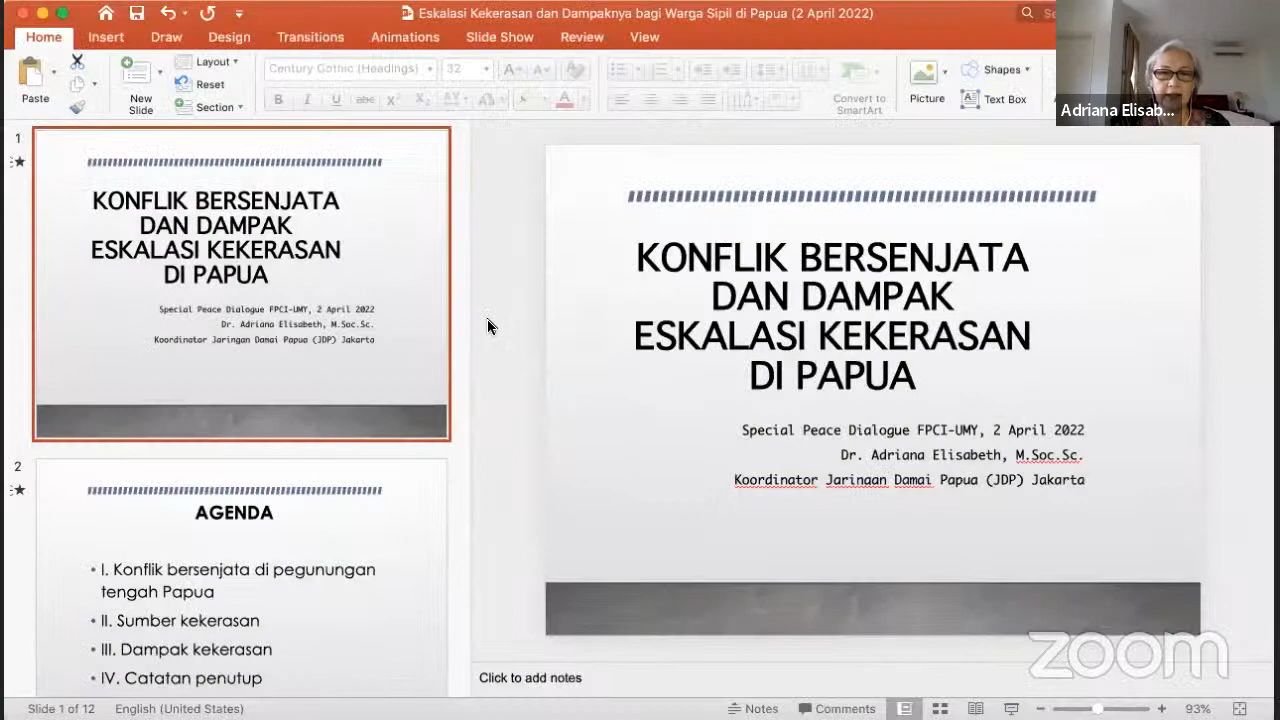 Eskalasi Kekerasan dan Dampaknya bagi Warga Sipil di Papua (2 April 2022)
Home Insert Draw Design Transitions Animations Slide Show Review View
Paste
New
Slide
Layout
Reset
Section
Century Gothic (Headings) 32
B I U abc X² X₂
Convert to
SmartArt
Picture
Shapes
Text Box
Adriana Elisab...
1
KONFLIK BERSENJATA
DAN DAMPAK
ESKALASI KEKERASAN
DI PAPUA
Special Peace Dialogue FPCI-UMY, 2 April 2022
Dr. Adriana Elisabeth, M.Soc.Sc.
Koordinator Jaringan Damai Papua (JDP) Jakarta
2
AGENDA
• I. Konflik bersenjata di pegunungan
tengah Papua
• II. Sumber kekerasan
• III. Dampak kekerasan
• IV. Catatan penutup
KONFLIK BERSENJATA
DAN DAMPAK
ESKALASI KEKERASAN
DI PAPUA
Special Peace Dialogue FPCI-UMY, 2 April 2022
Dr. Adriana Elisabeth, M.Soc.Sc.
Koordinator Jaringan Damai Papua (JDP) Jakarta
zoom
Click to add notes
Slide 1 of 12 English (United States) Notes Comments 93%